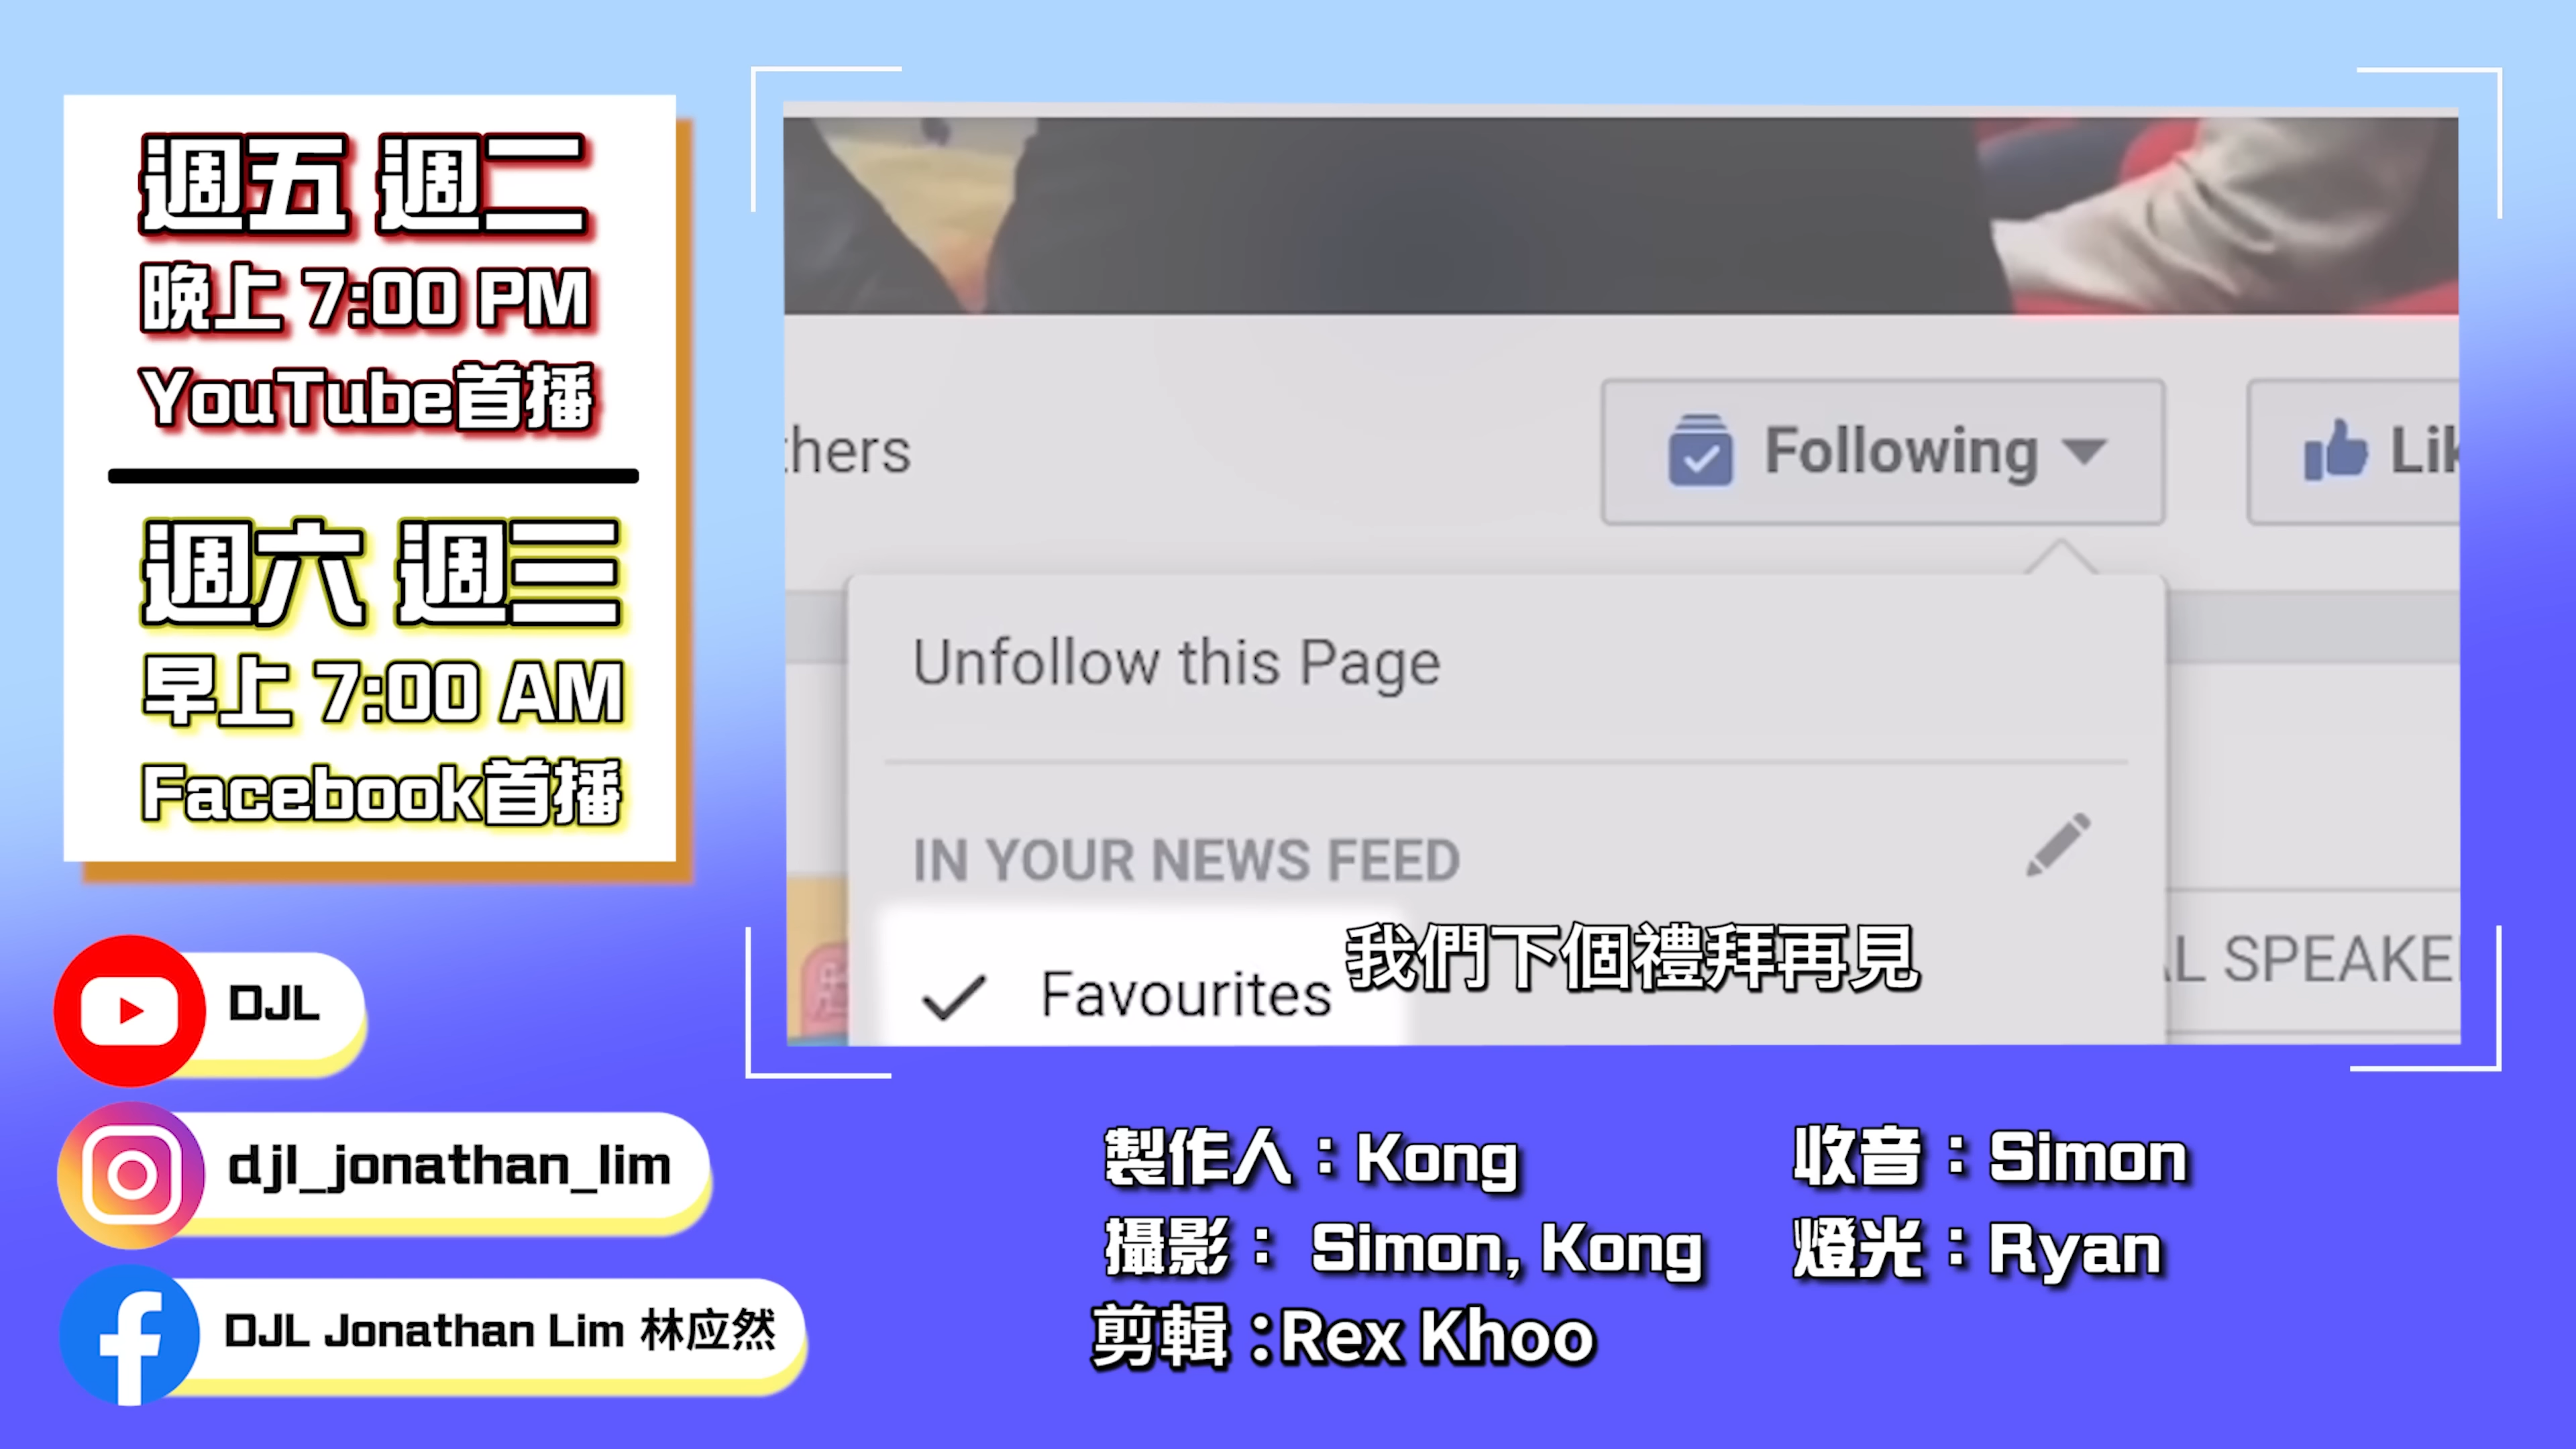 週五 週二
晚上 7:00 PM
YouTube首播
週六 週三
早上 7:00 AM
Facebook首播
DJL
djl_jonathan_lim
DJL Jonathan Lim 林应然
thers
Following
Lik
Unfollow this Page
IN YOUR NEWS FEED
Favourites
AL SPEAKE
我們下個禮拜再見
製作人：Kong
收音：Simon
攝影： Simon, Kong
燈光：Ryan
剪輯 :Rex Khoo